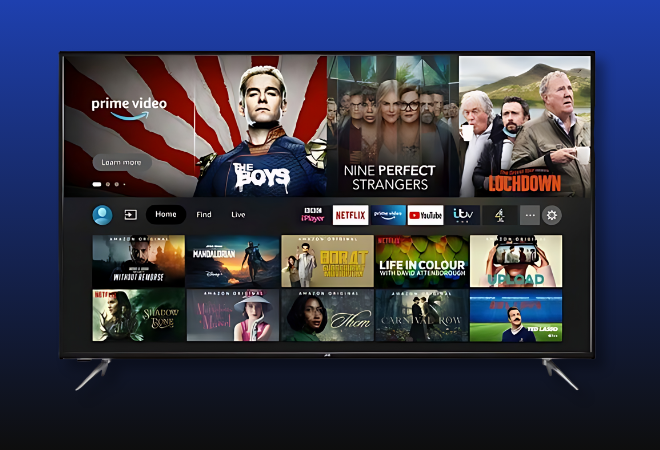 prime video
Learn more
THE
BOYS
NINE PERFECT
STRANGERS
The Grand Tour
LOCKDOWN
Home
Find
Live
BBC
iPlayer
NETFLIX
prime video
YouTube
itv
4
AMAZON ORIGINAL
WITHOUT REMORSE
MANDALORIAN
Disney+
AMAZON ORIGINAL
BORAT
NETFLIX
LIFE IN COLOUR
WITH DAVID ATTENBOROUGH
AMAZON ORIGINAL
UPLOAD
NETFLIX
SHADOW
BONE
AMAZON ORIGINAL
Marvelous
Mrs. Maisel
AMAZON ORIGINAL
Them
AMAZON ORIGINAL
CARNIVAL ROW
TED LASSO
JVC